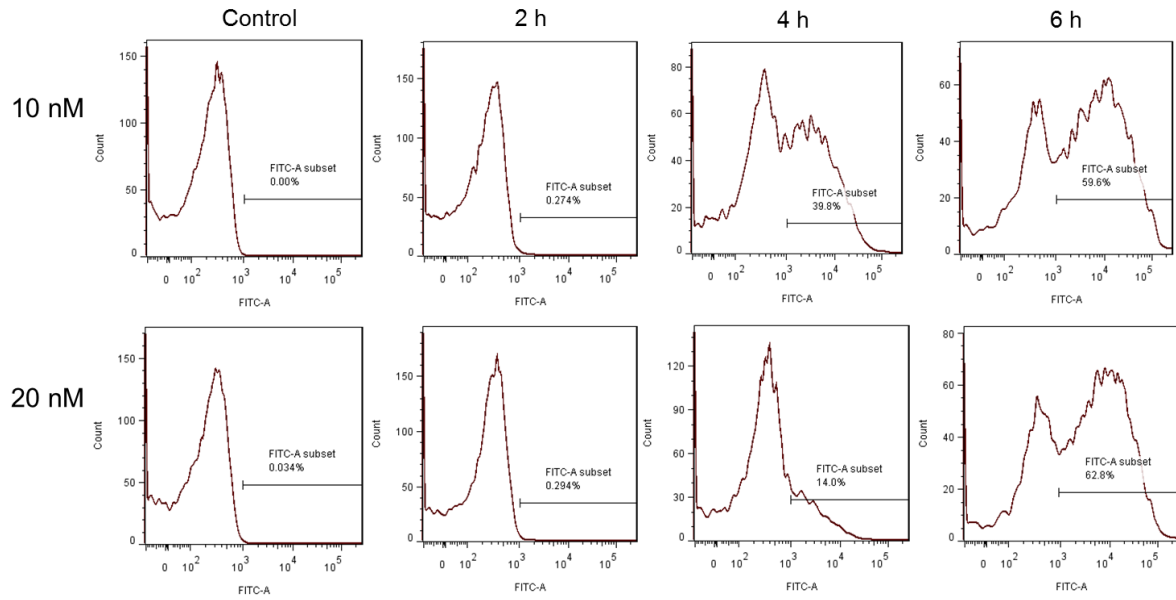 Control 2 h 4 h 6 h
10 nM
150
100
50
0
Count
FITC-A subset
0.00%
0 10^2 10^3 10^4 10^5
FITC-A
150
100
50
0
Count
FITC-A subset
0.274%
0 10^2 10^3 10^4 10^5
FITC-A
80
60
40
20
0
Count
FITC-A subset
39.8%
0 10^2 10^3 10^4 10^5
FITC-A
60
40
20
0
Count
FITC-A subset
59.6%
0 10^2 10^3 10^4 10^5
FITC-A
20 nM
150
100
50
0
Count
FITC-A subset
0.034%
0 10^2 10^3 10^4 10^5
FITC-A
150
100
50
0
Count
FITC-A subset
0.294%
0 10^2 10^3 10^4 10^5
FITC-A
120
90
60
30
0
Count
FITC-A subset
14.0%
0 10^2 10^3 10^4 10^5
FITC-A
80
60
40
20
0
Count
FITC-A subset
62.8%
0 10^2 10^3 10^4 10^5
FITC-A